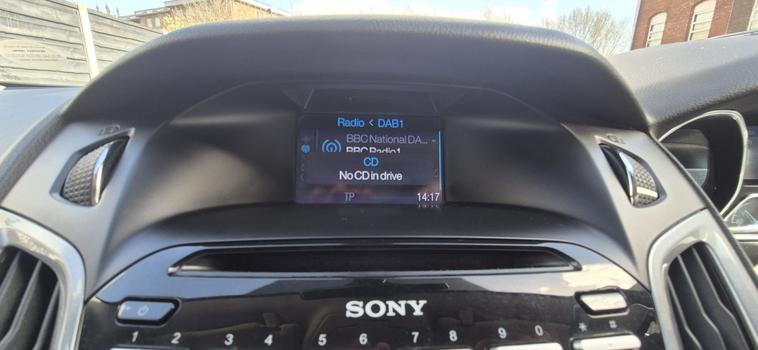 Radio < DAB1
BBC National DA...
BBC Radio1
CD
No CD in drive
TP
14:17
SONY
1 2 3 4 5 6 7 8 9 0 * #